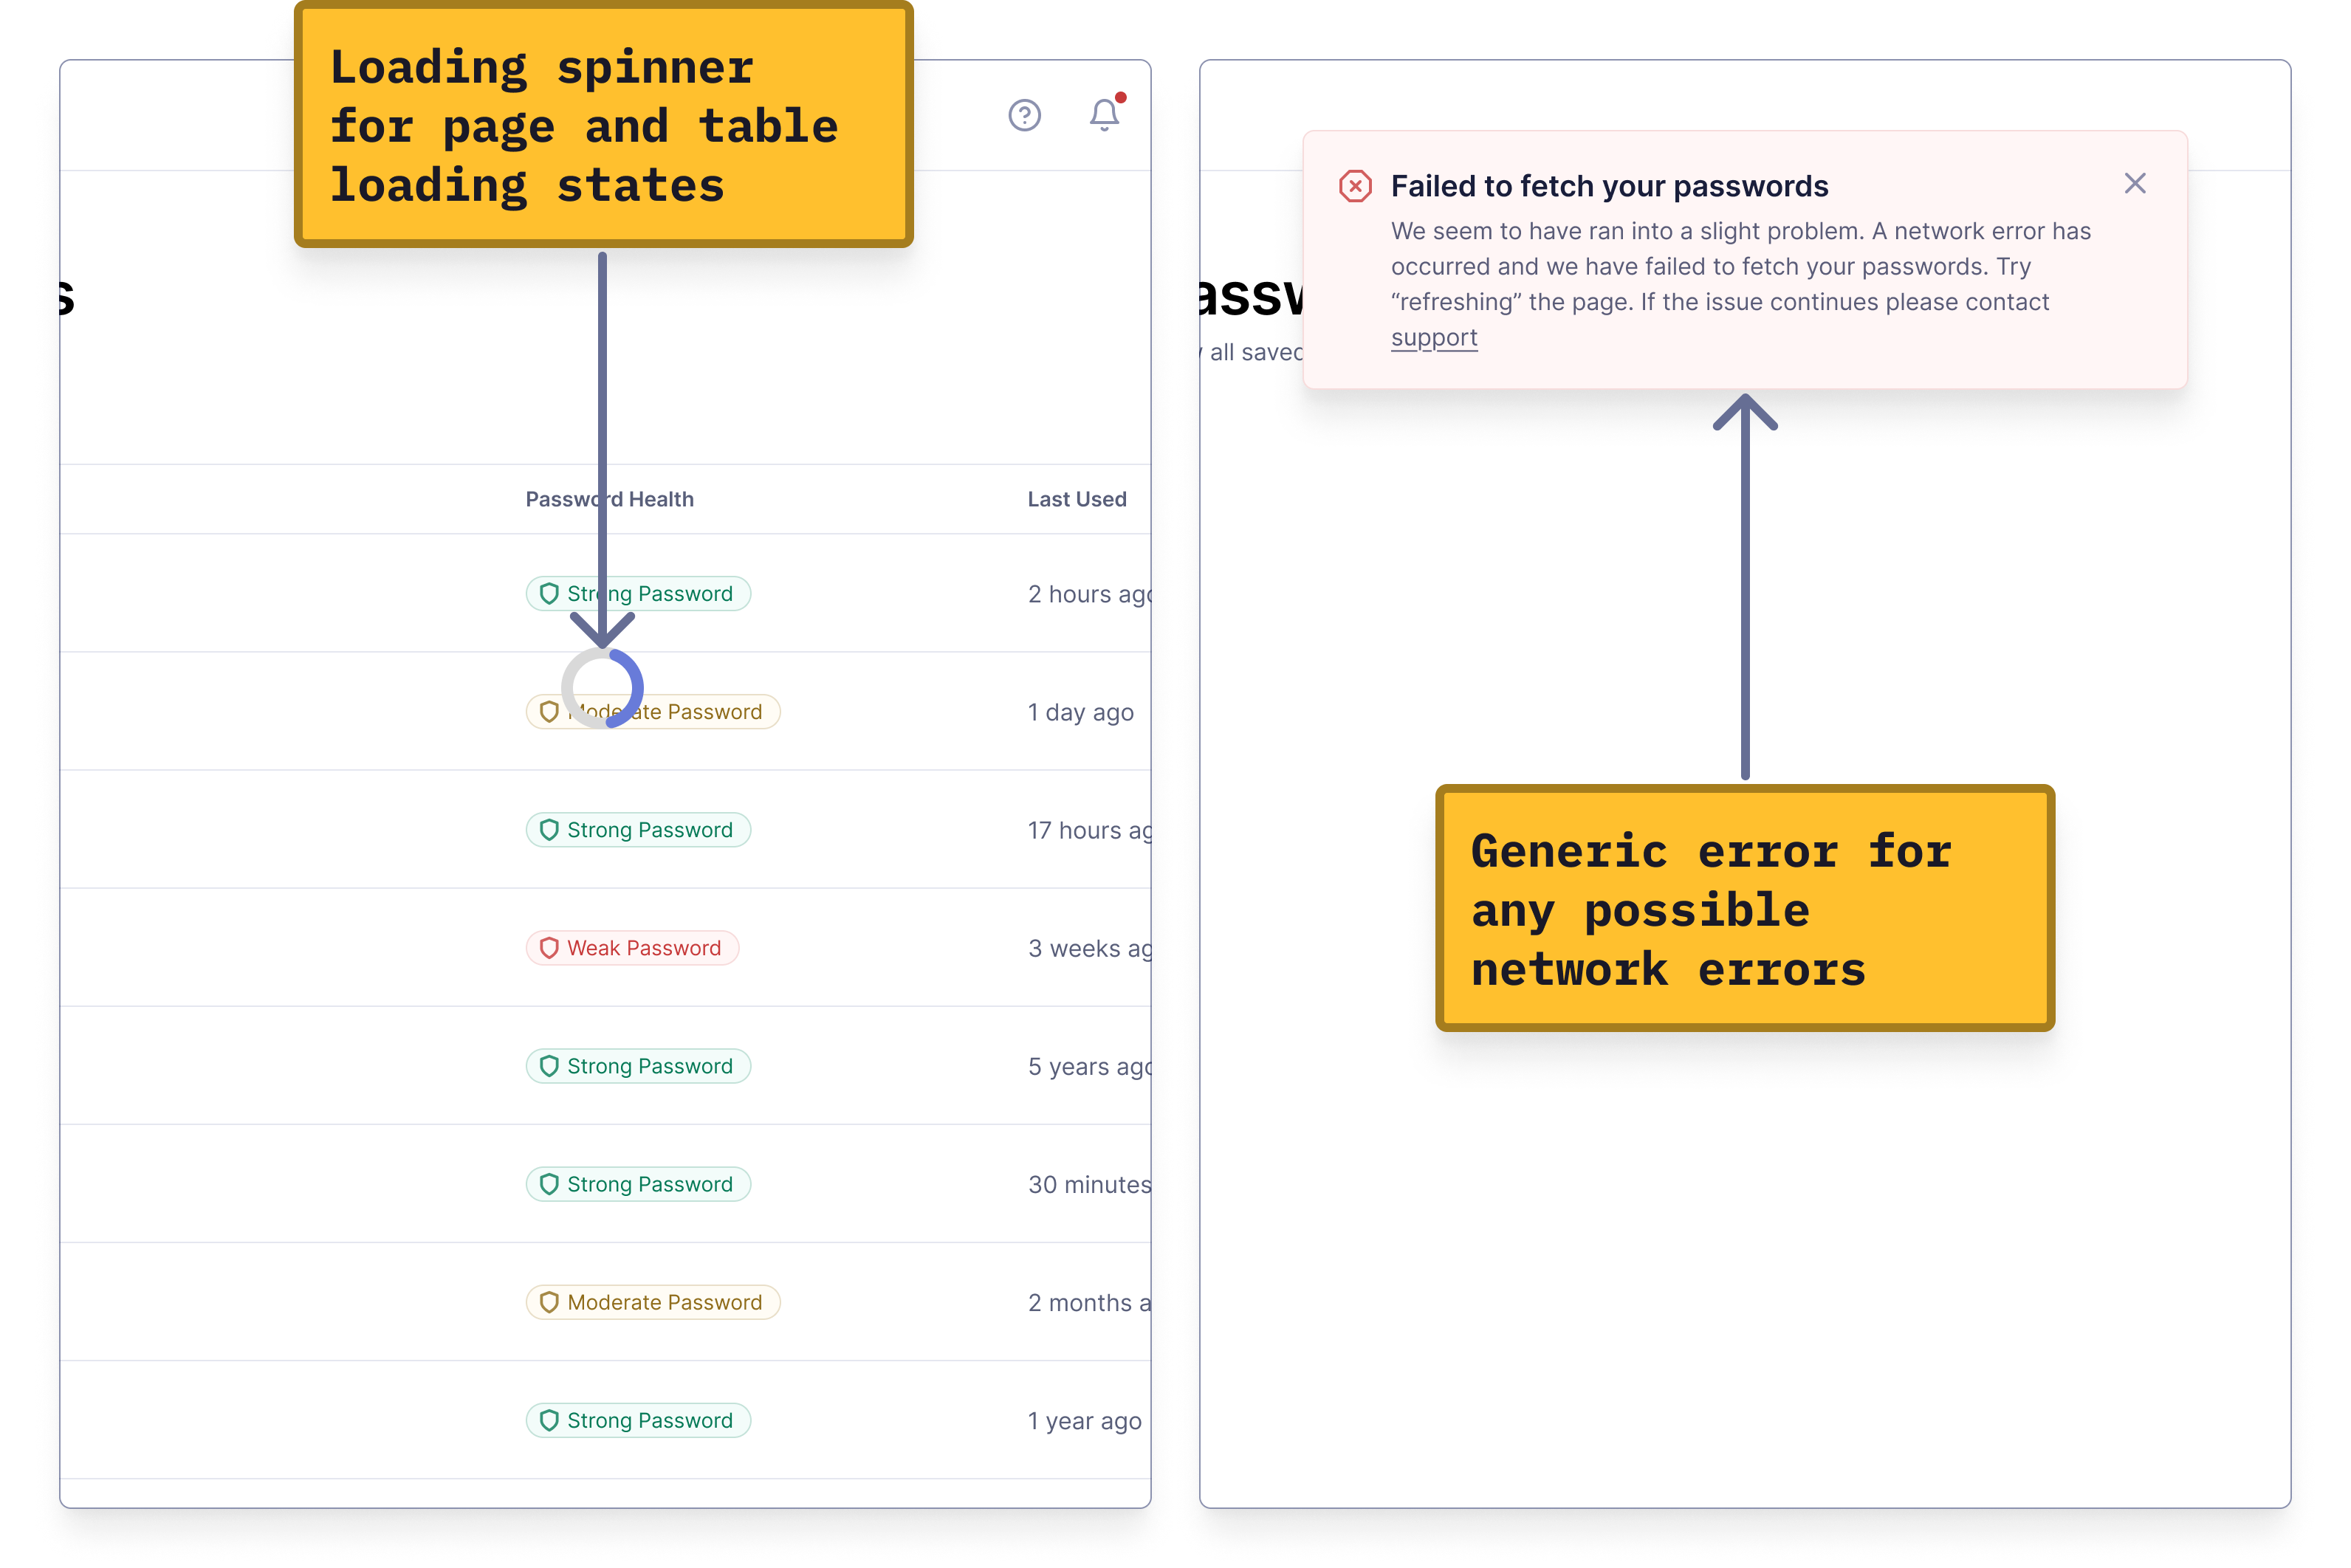 Loading spinner
for page and table
loading states
s
Password Health
Last Used
Strong Password
2 hours ago
Moderate Password
1 day ago
Strong Password
17 hours ag
Weak Password
3 weeks ag
Strong Password
5 years ago
Strong Password
30 minutes
Moderate Password
2 months a
Strong Password
1 year ago
Failed to fetch your passwords
We seem to have ran into a slight problem. A network error has
occurred and we have failed to fetch your passwords. Try
“refreshing” the page. If the issue continues please contact
support
assw
all saved
Generic error for
any possible
network errors